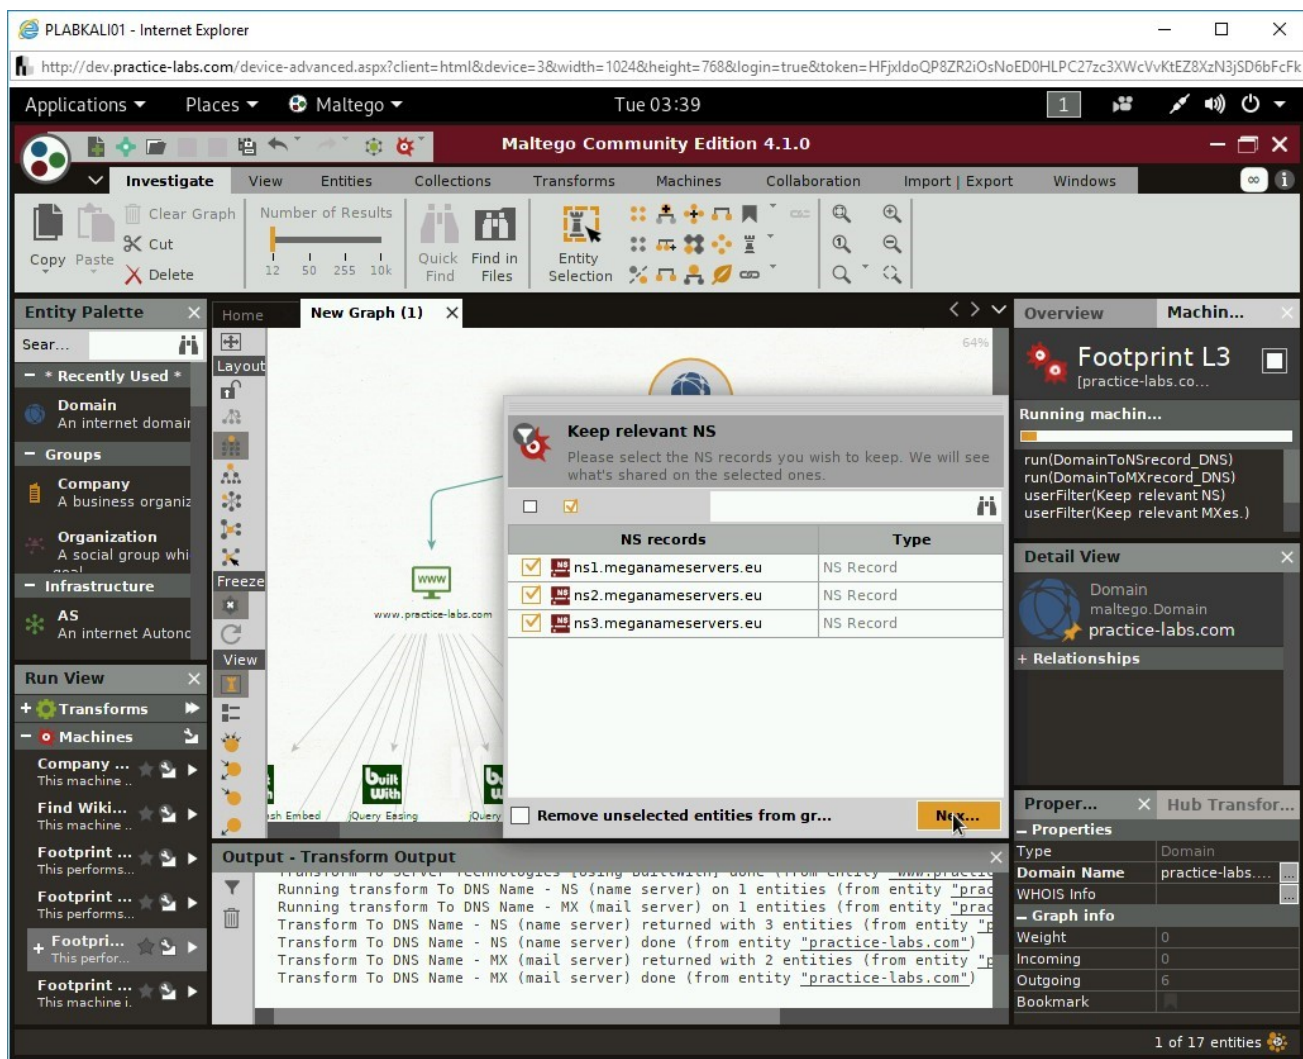 PLABKALI01 - Internet Explorer
http://dev.practice-labs.com/device-advanced.aspx?client=html&device=3&width=1024&height=768&login=true&token=HFjxIdoQP8ZR2iOsNoED0HLPC27zc3XWcVvKtEZ8XzN3jSD6bFcFk
Applications Places Maltego Tue 03:39 1
Maltego Community Edition 4.1.0
Investigate View Entities Collections Transforms Machines Collaboration Import | Export Windows
Copy Paste Clear Graph Cut Delete
Number of Results
12 50 255 10k
Quick Find Find in Files Entity Selection
Entity Palette
Sear...
- * Recently Used *
Domain
An internet domair
- Groups
Company
A business organiz
Organization
A social group whi
- Infrastructure
AS
An internet Autonc
Run View
+ Transforms
- Machines
Company ...
This machine ..
Find Wiki...
This machine ..
Footprint ...
This performs...
Footprint ...
This performs...
+ Footpri...
This perfor...
Footprint ...
This machine i.
Home New Graph (1)
64%
Layout
Freeze
View
www
www.practice-labs.com
built With
sh Embed jQuery Easing jQuery
Keep relevant NS
Please select the NS records you wish to keep. We will see
what's shared on the selected ones.
NS records Type
NS ns1.meganameservers.eu NS Record
NS ns2.meganameservers.eu NS Record
NS ns3.meganameservers.eu NS Record
Remove unselected entities from gr...
Output - Transform Output
Running transform To DNS Name - NS (name server) on 1 entities (from entity "prac
Running transform To DNS Name - MX (mail server) on 1 entities (from entity "prac
Transform To DNS Name - NS (name server) returned with 3 entities (from entity "p
Transform To DNS Name - NS (name server) done (from entity "practice-labs.com")
Transform To DNS Name - MX (mail server) returned with 2 entities (from entity "p
Transform To DNS Name - MX (mail server) done (from entity "practice-labs.com")
Overview Machin...
Footprint L3
[practice-labs.co...
Running machin...
run(DomainToNSrecord_DNS)
run(DomainToMXrecord_DNS)
userFilter(Keep relevant NS)
userFilter(Keep relevant MXes.)
Detail View
Domain
maltego.Domain
practice-labs.com
+ Relationships
Proper... Hub Transfor...
- Properties
Type Domain
Domain Name practice-labs.... ...
WHOIS Info ...
- Graph info
Weight 0
Incoming 0
Outgoing 6
Bookmark
1 of 17 entities